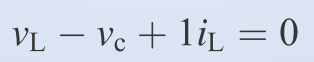 v_L − v_c + 1i_L = 0